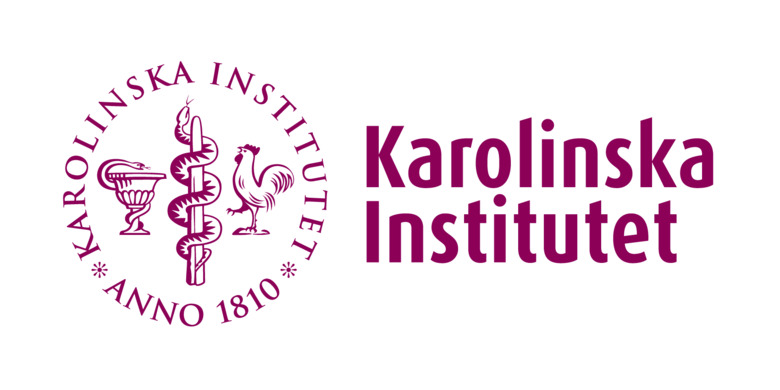 KAROLINSKA INSTITUTET
ANNO 1810
Karolinska
Institutet